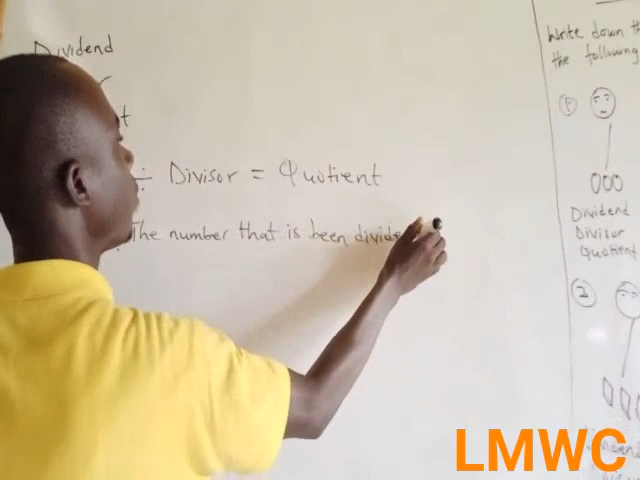 Dividend
÷ Divisor = Quotient
The number that is been divide
Write down th
the following
1
Dividend
Divisor
Quotient
2
LMWC